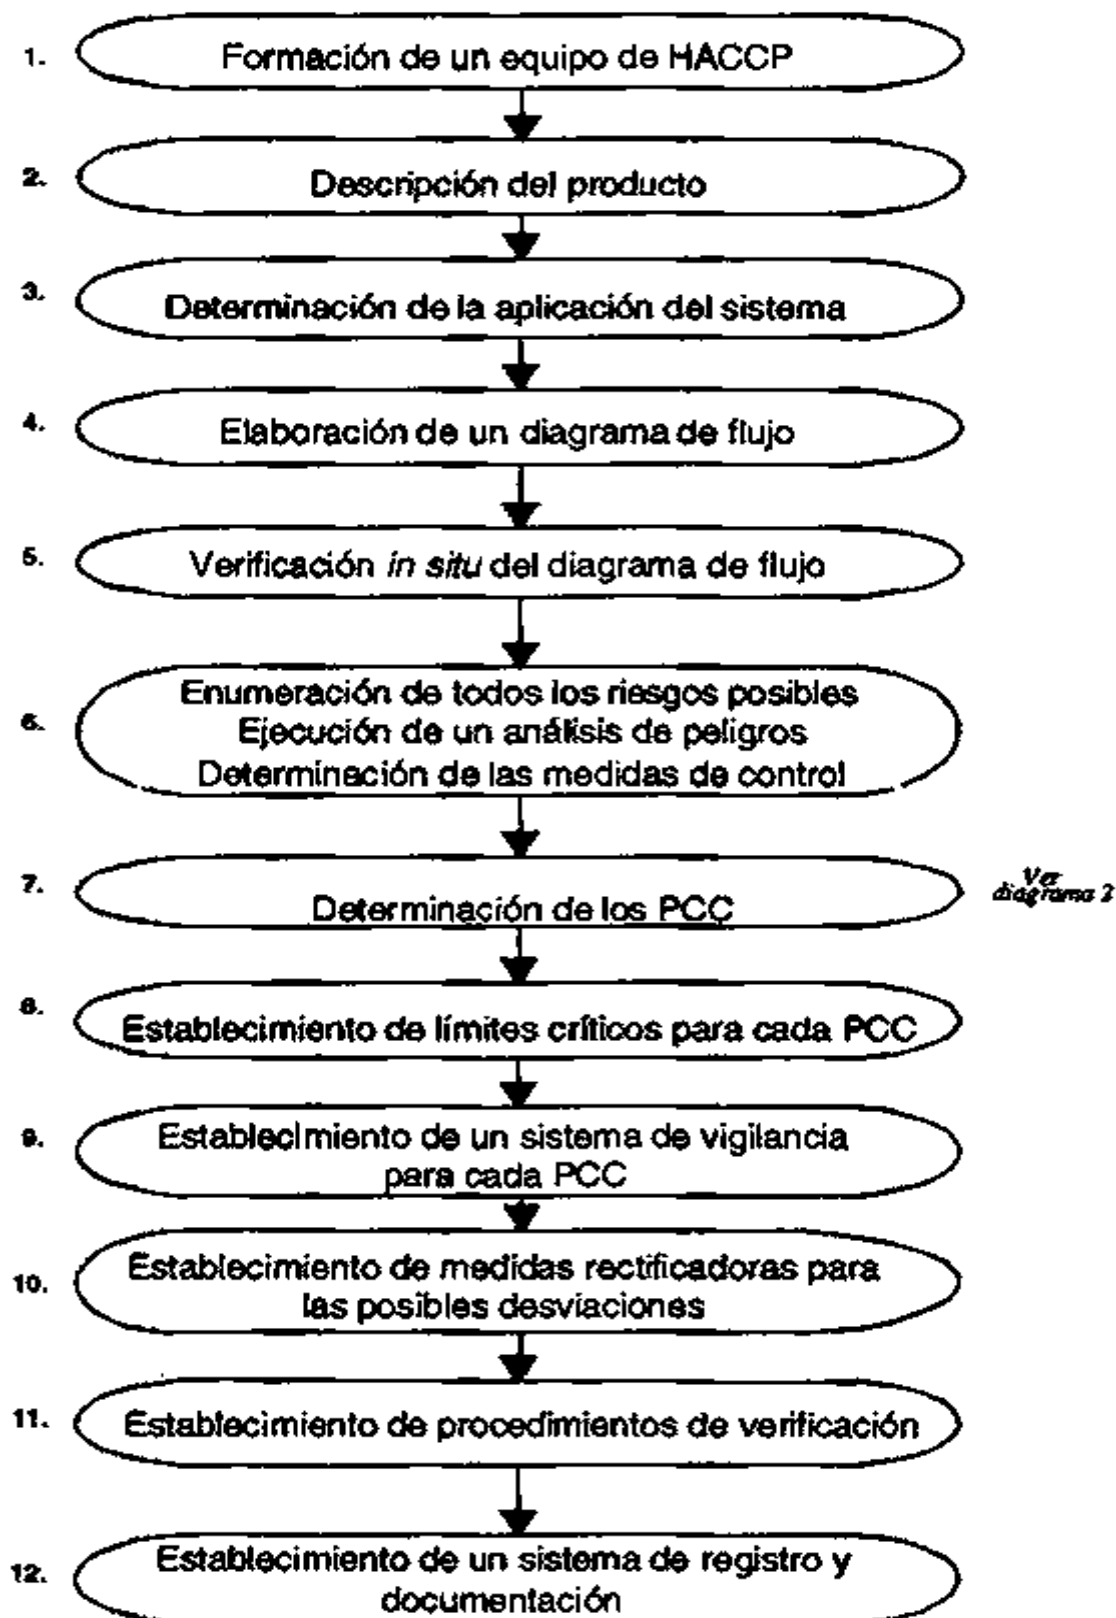 1. Formación de un equipo de HACCP
2. Descripción del producto
3. Determinación de la aplicación del sistema
4. Elaboración de un diagrama de flujo
5. Verificación in situ del diagrama de flujo
Enumeración de todos los riesgos posibles
6. Ejecución de un análisis de peligros
Determinación de las medidas de control
7. Determinación de los PCC
Ver
diagrama 2
8. Establecimiento de límites críticos para cada PCC
9. Establecimiento de un sistema de vigilancia
para cada PCC
10. Establecimiento de medidas rectificadoras para
las posibles desviaciones
11. Establecimiento de procedimientos de verificación
12. Establecimiento de un sistema de registro y
documentación